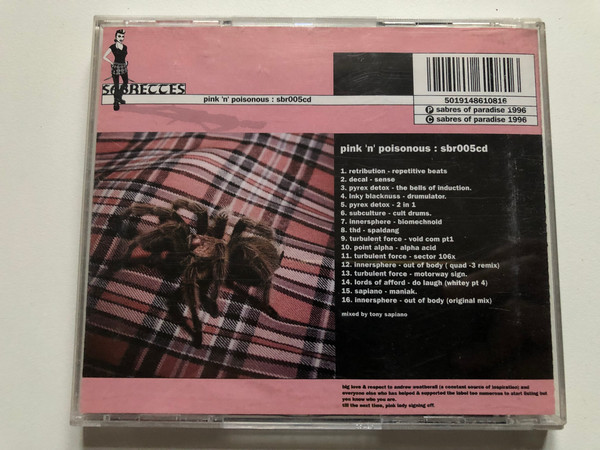 SABRETTES
pink 'n' poisonous : sbr005cd
5019148610816
P sabres of paradise 1996
C sabres of paradise 1996
pink 'n' poisonous : sbr005cd
1. retribution - repetitive beats
2. decal - sense
3. pyrex detox - the bells of induction.
4. lnky blacknuss - drumulator.
5. pyrex detox - 2 in 1
6. subculture - cult drums.
7. innersphere - biomechnoid
8. thd - spaldang
9. turbulent force - void com pt1
10. point alpha - alpha acid
11. turbulent force - sector 106x
12. innersphere - out of body ( quad -3 remix)
13. turbulent force - motorway sign.
14. lords of afford - do laugh (whitey pt 4)
15. sapiano - maniak.
16. innersphere - out of body (original mix)
mixed by tony sapiano
big love & respect to andrew weatherall (a constant source of inspiration) and
everyone else who has helped & supported the label too numerous to start listing but
you know who you are.
till the next time, pink lady signing off.